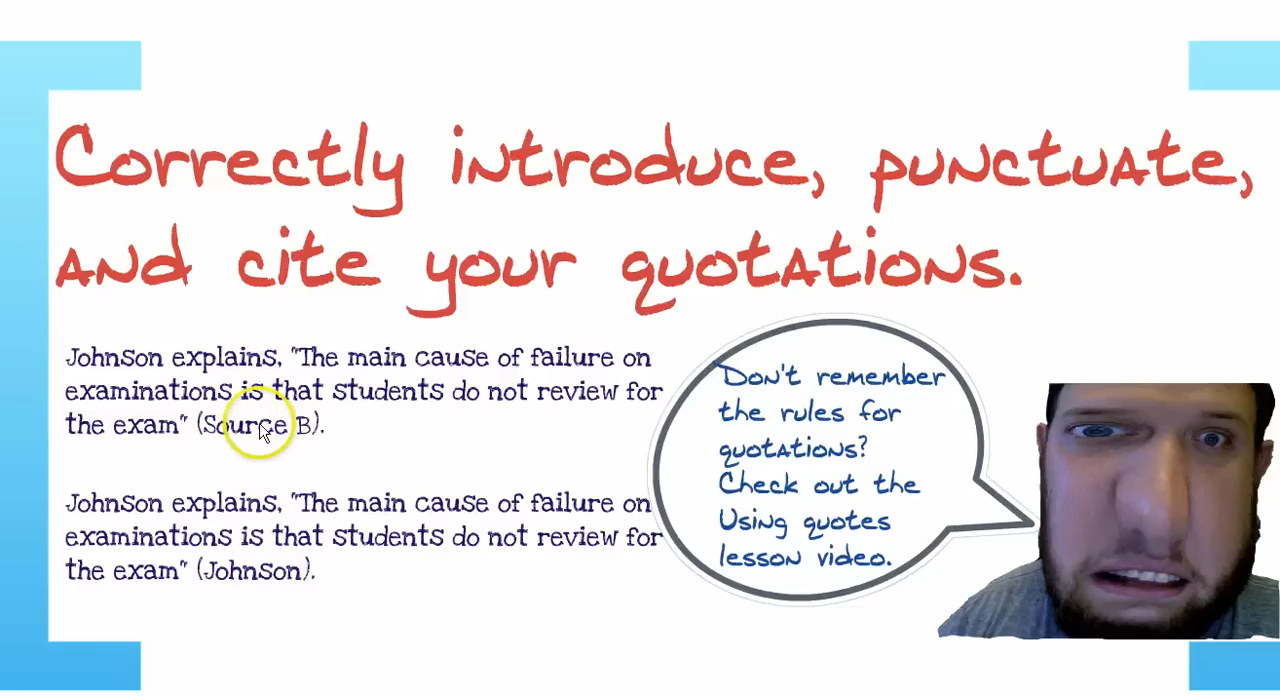 Correctly introduce, punctuate,
and cite your quotations.
Johnson explains, "The main cause of failure on
examinations is that students do not review for
the exam" (Source B).
Johnson explains, "The main cause of failure on
examinations is that students do not review for
the exam" (Johnson).
Don't remember
the rules for
quotations?
Check out the
Using quotes
lesson video.